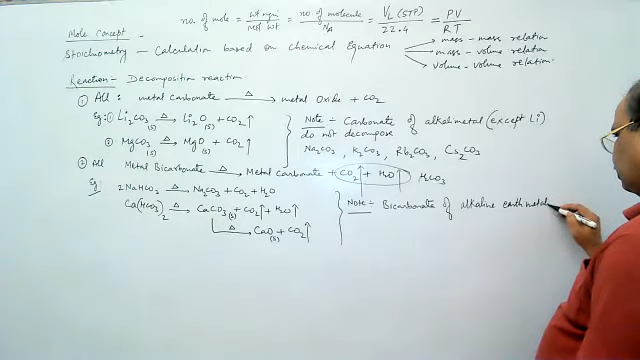 Mole Concept -
no. of mole = wt ngm / mol wt = no. of molecule / NA = VL (STP) / 22.4 = PV / RT
Stoichiometry - Calculation based on Chemical Equation
mass - mass relation
mass - volume relation
volume - volume relation
Reaction - Decomposition reaction
① All : metal Carbonate —Δ→ metal Oxide + CO2
Eg: ① Li2CO3 (s) —Δ→ Li2O (s) + CO2↑
② MgCO3 (s) —Δ→ MgO (s) + CO2↑
Note ÷ Carbonate of alkalimetal (except Li)
do not decompose
Na2CO3, K2CO3, Rb2CO3, Cs2CO3
② All Metal Bicarbonate —Δ→ Metal carbonate + CO2↑ + H2O↑ HCO3
Eg 2NaHCO3 —Δ→ Na2CO3 + CO2 + H2O
Ca(HCO3)2 —Δ→ CaCO3 (s) + CO2↑ + H2O↑
—Δ→ CaO (s) + CO2↑
Note ÷ Bicarbonate of alkaline earth metal